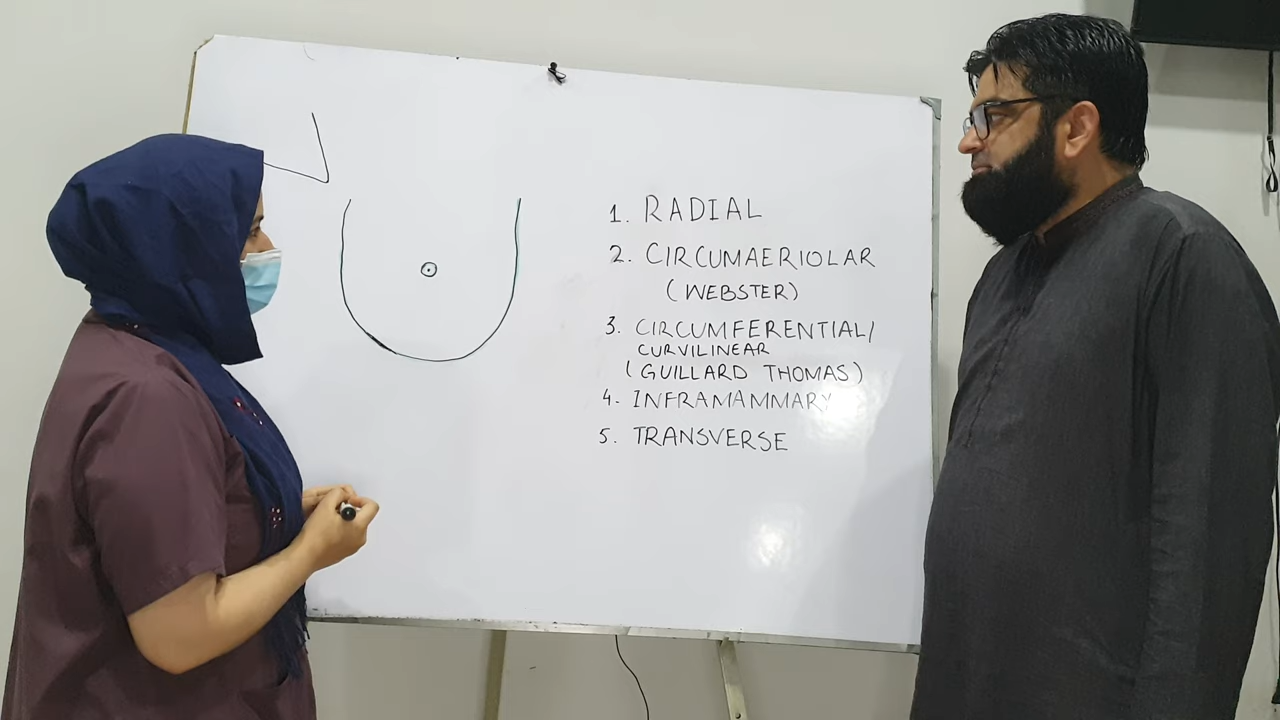 1. RADIAL
2. CIRCUMAERIOLAR
(WEBSTER)
3. CIRCUMFERENTIAL/
CURVILINEAR
(GUILLARD THOMAS)
4. INFRAMAMMARY
5. TRANSVERSE